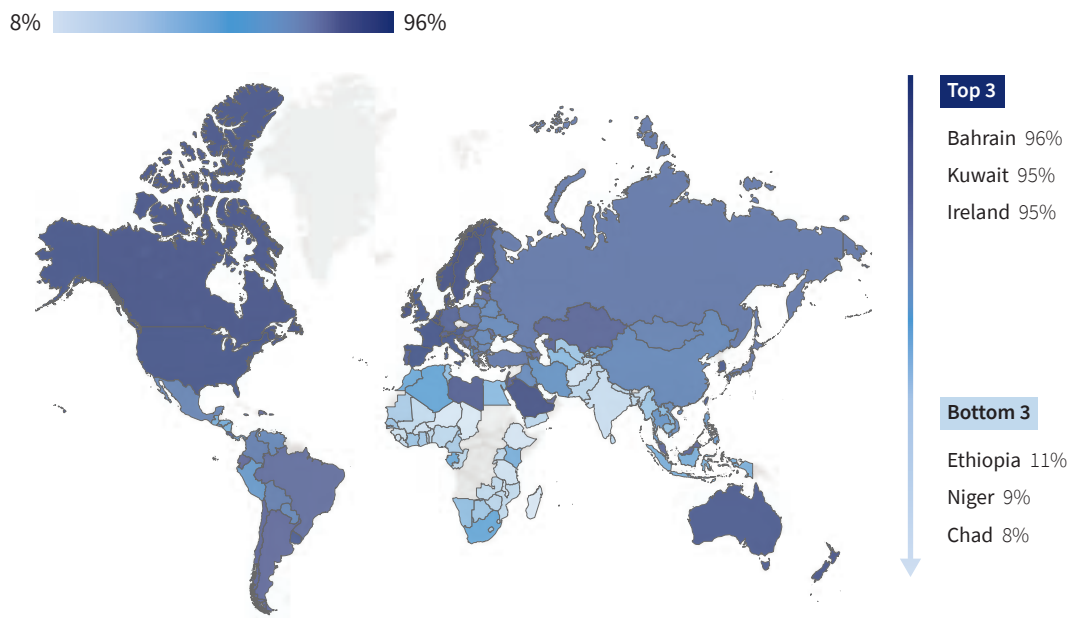 8% 96%
Top 3
Bahrain 96%
Kuwait 95%
Ireland 95%
Bottom 3
Ethiopia 11%
Niger 9%
Chad 8%